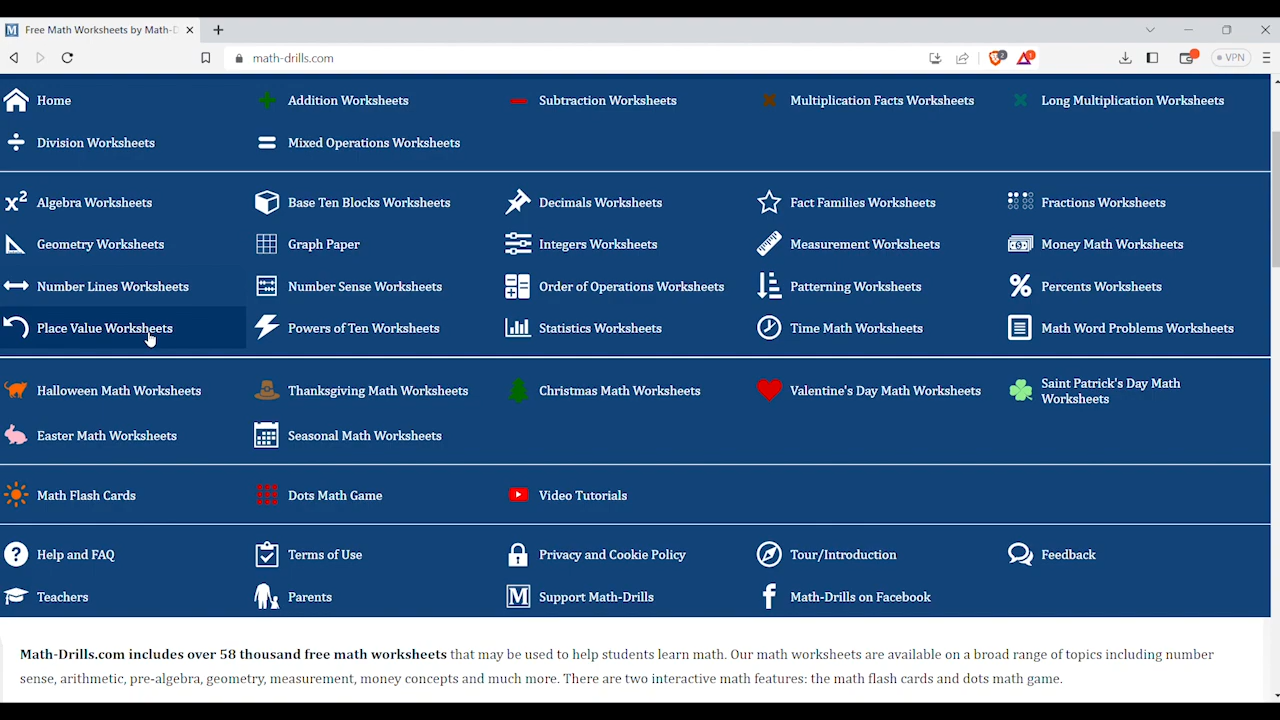 Free Math Worksheets by Math-D
math-drills.com
2
1
VPN
Home
Addition Worksheets
Subtraction Worksheets
Multiplication Facts Worksheets
Long Multiplication Worksheets
Division Worksheets
Mixed Operations Worksheets
Algebra Worksheets
Base Ten Blocks Worksheets
Decimals Worksheets
Fact Families Worksheets
Fractions Worksheets
Geometry Worksheets
Graph Paper
Integers Worksheets
Measurement Worksheets
Money Math Worksheets
Number Lines Worksheets
Number Sense Worksheets
Order of Operations Worksheets
Patterning Worksheets
Percents Worksheets
Place Value Worksheets
Powers of Ten Worksheets
Statistics Worksheets
Time Math Worksheets
Math Word Problems Worksheets
Halloween Math Worksheets
Thanksgiving Math Worksheets
Christmas Math Worksheets
Valentine's Day Math Worksheets
Saint Patrick's Day Math
Worksheets
Easter Math Worksheets
Seasonal Math Worksheets
Math Flash Cards
Dots Math Game
Video Tutorials
Help and FAQ
Terms of Use
Privacy and Cookie Policy
Tour/Introduction
Feedback
Teachers
Parents
Support Math-Drills
Math-Drills on Facebook
Math-Drills.com includes over 58 thousand free math worksheets that may be used to help students learn math. Our math worksheets are available on a broad range of topics including number
sense, arithmetic, pre-algebra, geometry, measurement, money concepts and much more. There are two interactive math features: the math flash cards and dots math game.